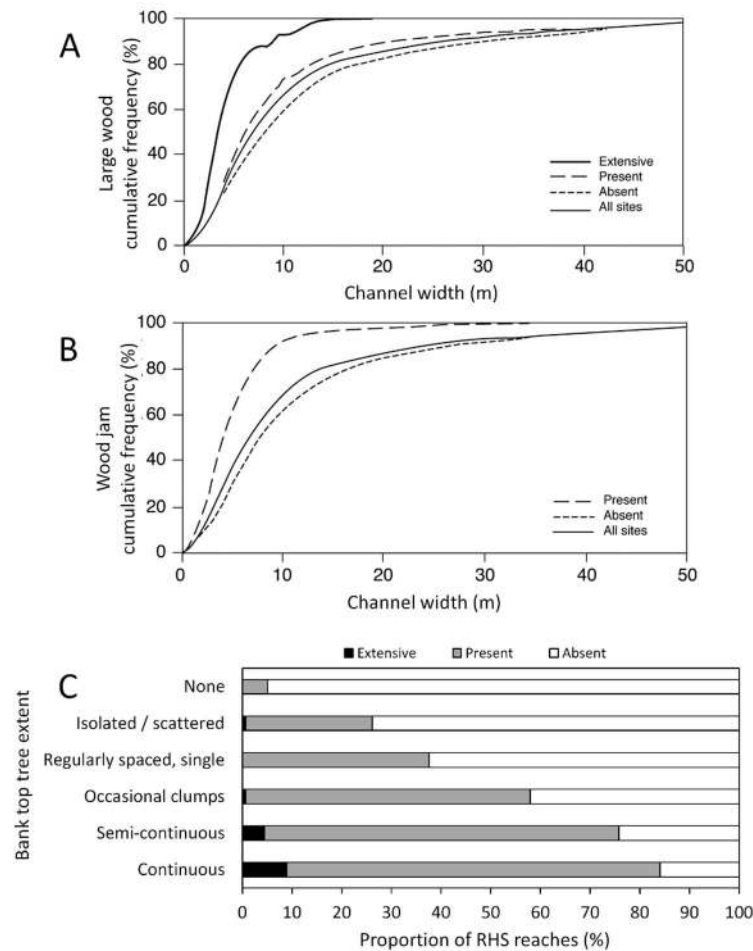 A
Large wood
cumulative frequency (%)
100
80
60
40
20
0
Extensive
Present
Absent
All sites
0 10 20 30 40 50
Channel width (m)
B
Wood jam
cumulative frequency (%)
100
80
60
40
20
0
Present
Absent
All sites
0 10 20 30 40 50
Channel width (m)
C
Extensive Present Absent
Bank top tree extent
None
Isolated / scattered
Regularly spaced, single
Occasional clumps
Semi-continuous
Continuous
0 10 20 30 40 50 60 70 80 90 100
Proportion of RHS reaches (%)